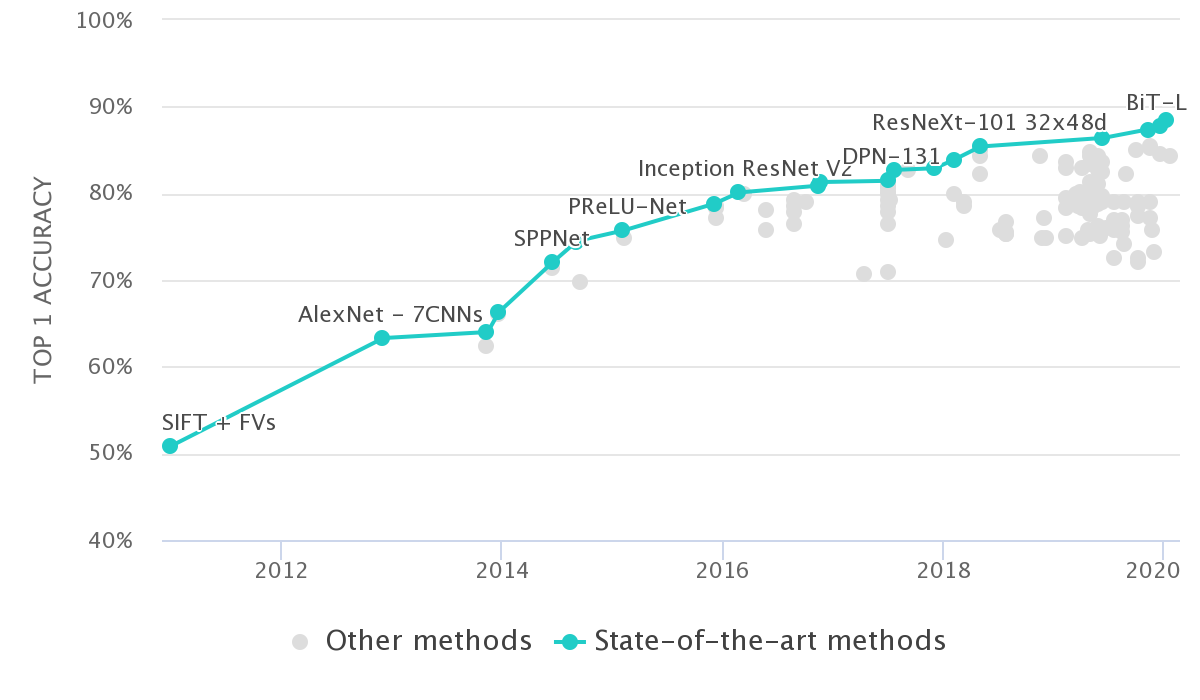 100%
90%
80%
70%
60%
50%
40%
TOP 1 ACCURACY
BiT-L
ResNeXt-101 32x48d
DPN-131
Inception ResNet V2
PReLU-Net
SPPNet
AlexNet - 7CNNs
SIFT + FVs
2012 2014 2016 2018 2020
Other methods State-of-the-art methods